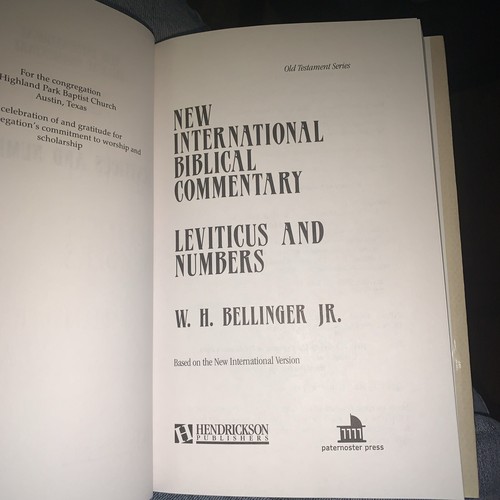 For the congregation
Highland Park Baptist Church
Austin, Texas
celebration of and gratitude for
commitment to worship and
scholarship
Old Testament Series
NEW
INTERNATIONAL
BIBLICAL
COMMENTARY
LEVITICUS AND
NUMBERS
W. H. BELLINGER JR.
Based on the New International Version
H HENDRICKSON
PUBLISHERS
paternoster press